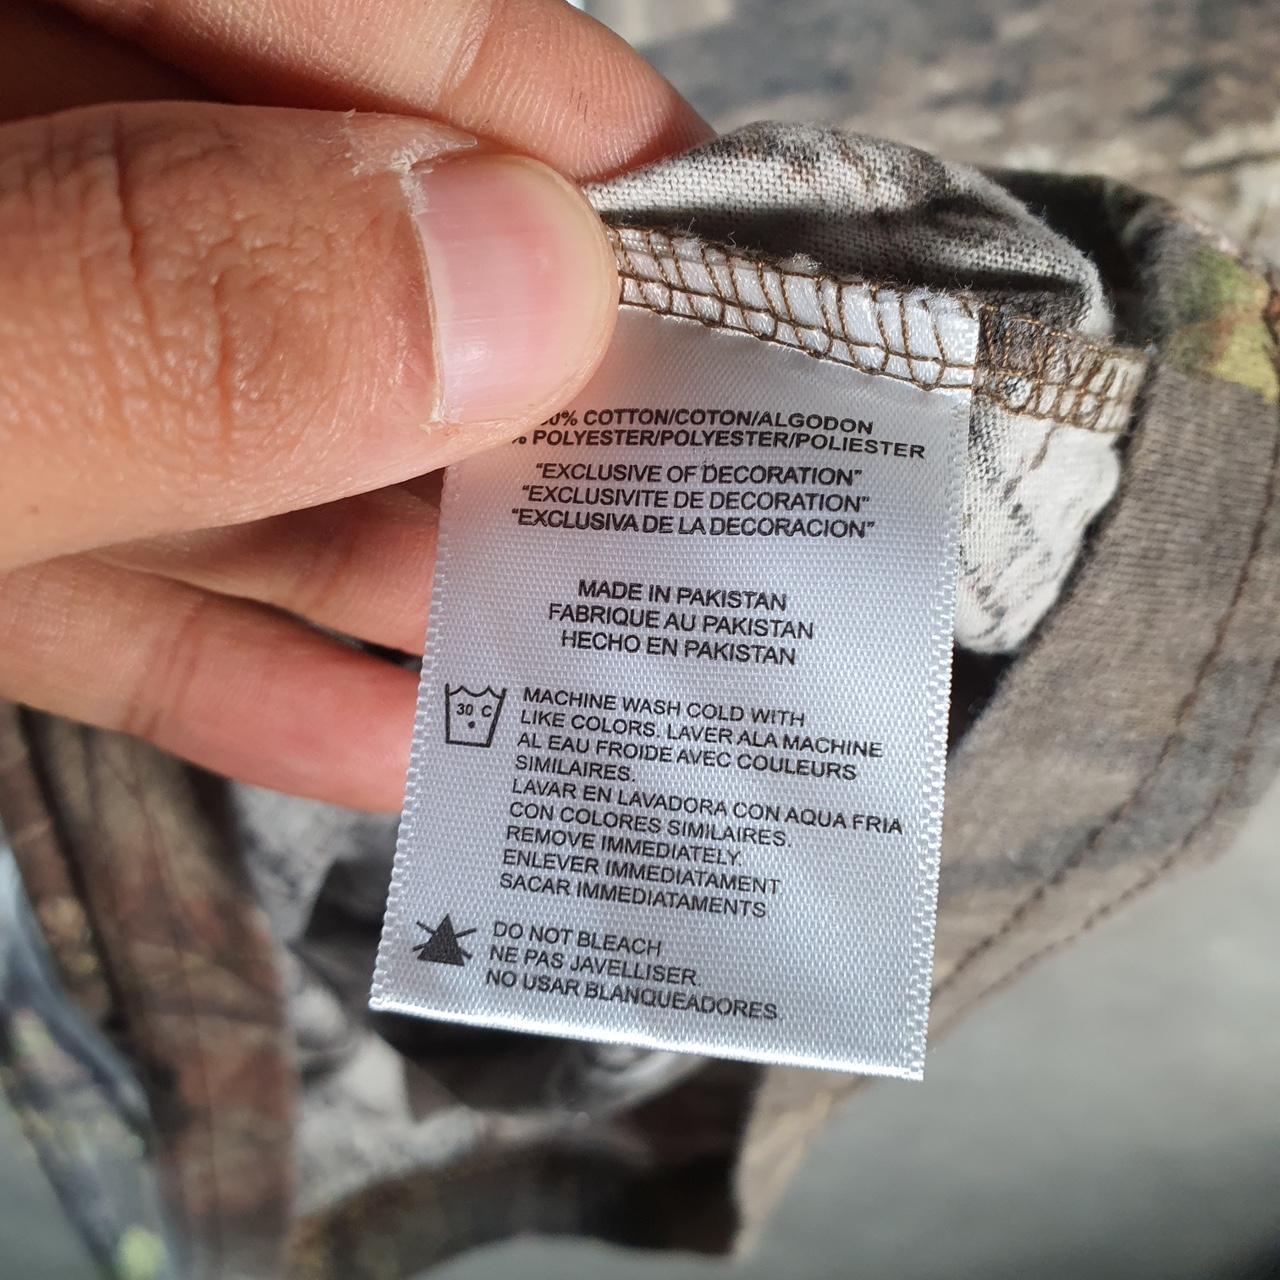 COTTON/COTON/ALGODON
POLYESTER/POLYESTER/POLIESTER
“EXCLUSIVE OF DECORATION”
“EXCLUSIVITE DE DECORATION”
“EXCLUSIVA DE LA DECORACION”
MADE IN PAKISTAN
FABRIQUE AU PAKISTAN
HECHO EN PAKISTAN
30 C
MACHINE WASH COLD WITH
LIKE COLORS. LAVER ALA MACHINE
AL EAU FROIDE AVEC COULEURS
SIMILAIRES.
LAVAR EN LAVADORA CON AQUA FRIA
CON COLORES SIMILAIRES.
REMOVE IMMEDIATELY.
ENLEVER IMMEDIATAMENT
SACAR IMMEDIATAMENTS
DO NOT BLEACH
NE PAS JAVELLISER.
NO USAR BLANQUEADORES